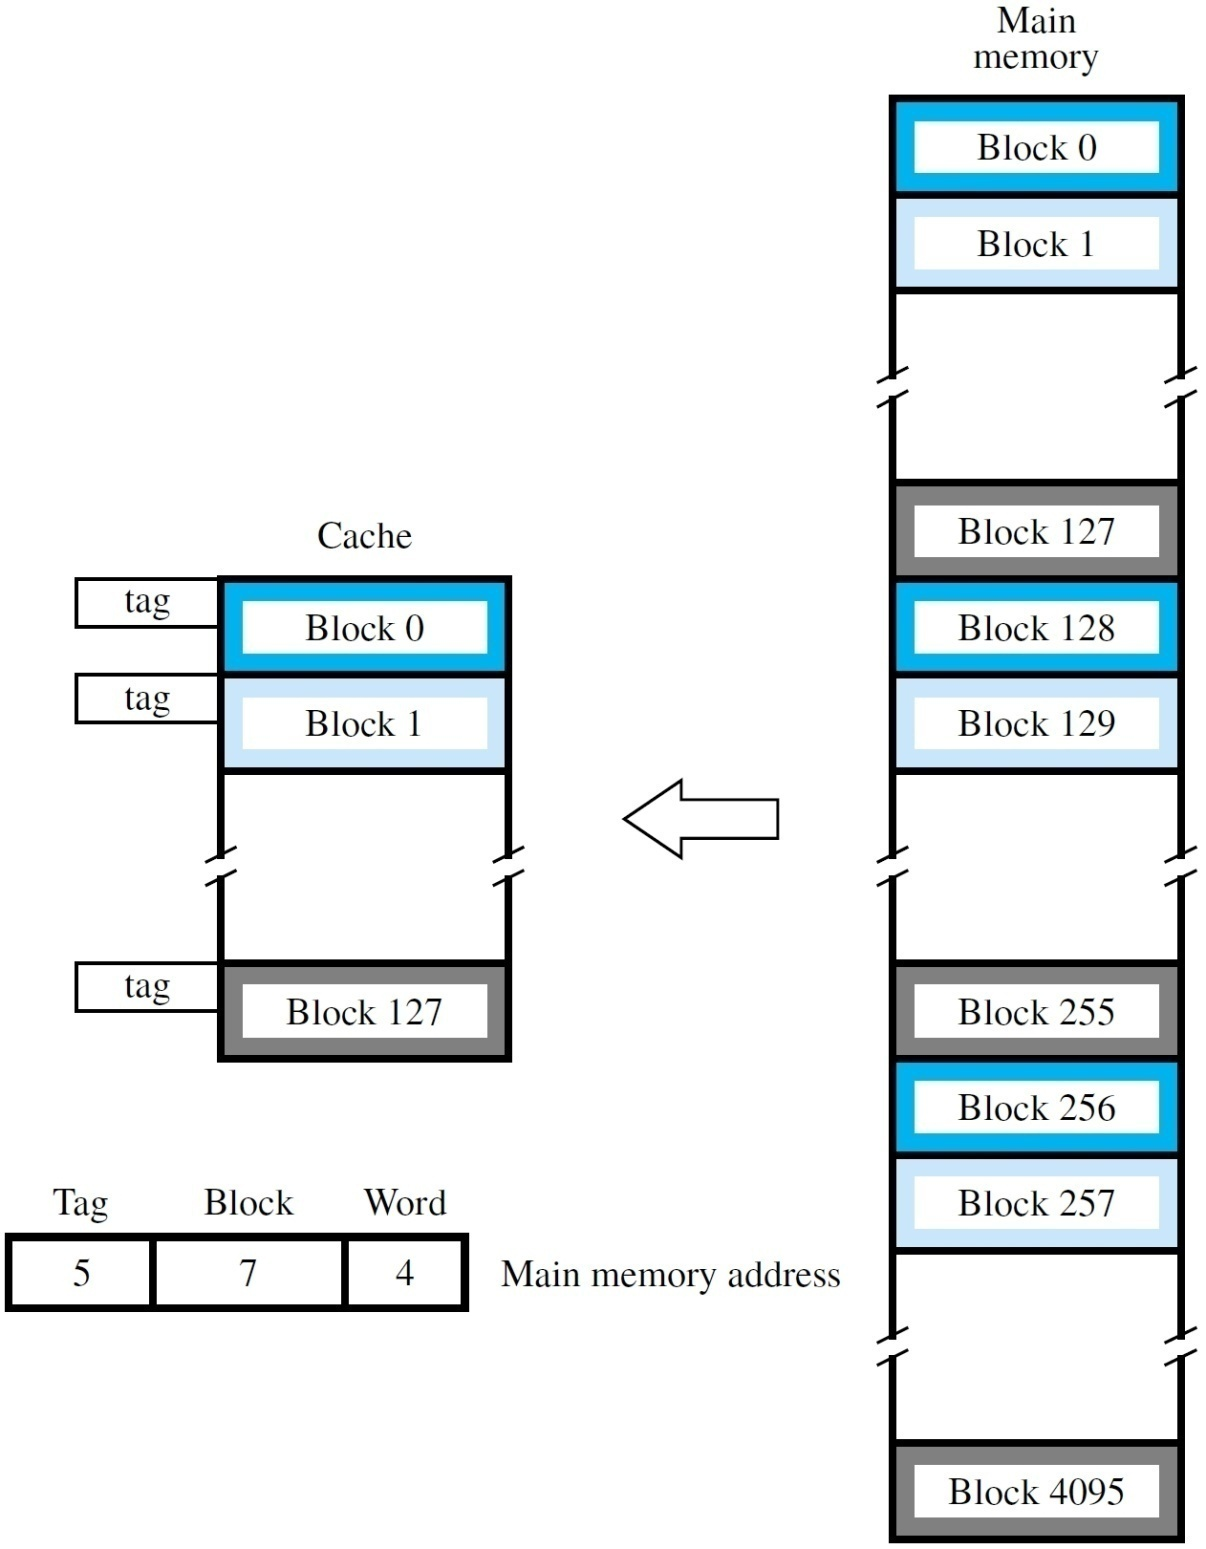 Main
memory
Block 0
Block 1
Block 127
Block 128
Block 129
Block 255
Block 256
Block 257
Block 4095
Cache
tag
Block 0
tag
Block 1
tag
Block 127
Tag Block Word
5 7 4 Main memory address